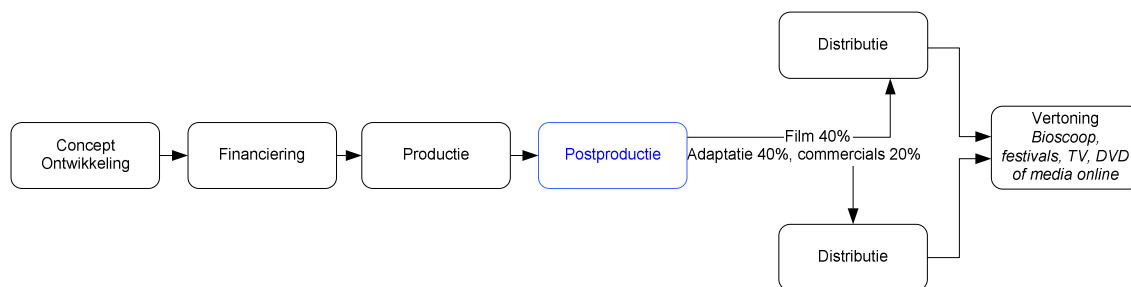 Concept
Ontwikkeling
Financiering
Productie
Postproductie
Film 40%
Adaptatie 40%, commercials 20%
Distributie
Distributie
Vertoning
Bioscoop,
festivals, TV, DVD
of media online